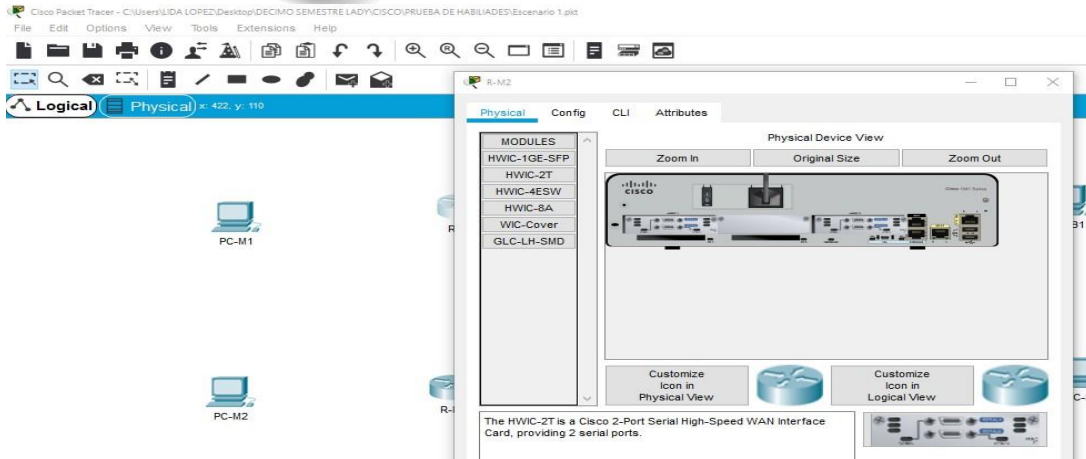 Cisco Packet Tracer - C:\Users\LIDA LOPEZ\Desktop\DECIMO SEMESTRE LADY\CISCO\PRUEBA DE HABILIADES\Escenario 1.pkt
File Edit Options View Tools Extensions Help
Logical Physical x: 422, y: 110
R-M2
Physical Config CLI Attributes
MODULES
HWIC-1GE-SFP
HWIC-2T
HWIC-4ESW
HWIC-8A
WIC-Cover
GLC-LH-SMD
Physical Device View
Zoom In Original Size Zoom Out
CISCO
PC-M1
PC-M2
Customize
Icon in
Physical View
Customize
Icon in
Logical View
The HWIC-2T is a Cisco 2-Port Serial High-Speed WAN Interface
Card, providing 2 serial ports.